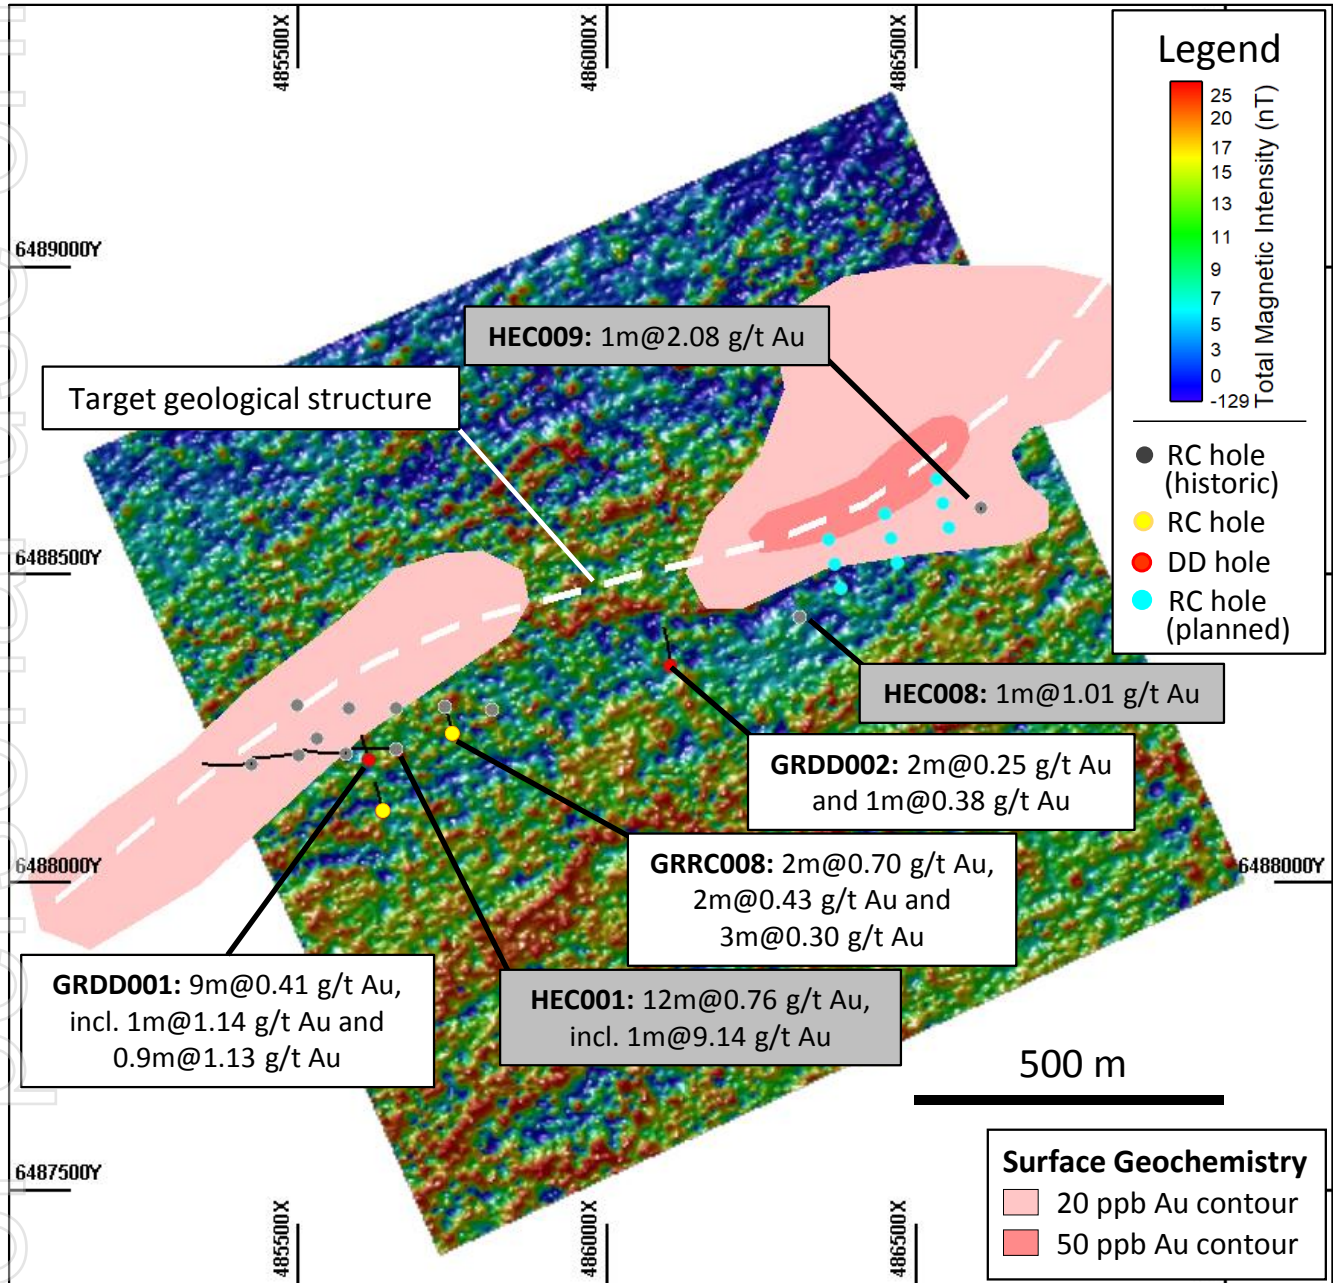 485500X
486000X
486500X
Legend
25
20
17
15
13
11
9
7
5
3
0
-129
Total Magnetic Intensity (nT)
RC hole
(historic)
RC hole
DD hole
RC hole
(planned)
6489000Y
HEC009: 1m@2.08 g/t Au
Target geological structure
6488500Y
HEC008: 1m@1.01 g/t Au
GRDD002: 2m@0.25 g/t Au
and 1m@0.38 g/t Au
GRRC008: 2m@0.70 g/t Au,
2m@0.43 g/t Au and
3m@0.30 g/t Au
6488000Y
6488000Y
GRDD001: 9m@0.41 g/t Au,
incl. 1m@1.14 g/t Au and
0.9m@1.13 g/t Au
HEC001: 12m@0.76 g/t Au,
incl. 1m@9.14 g/t Au
500 m
6487500Y
Surface Geochemistry
20 ppb Au contour
50 ppb Au contour
485500X
486000X
486500X